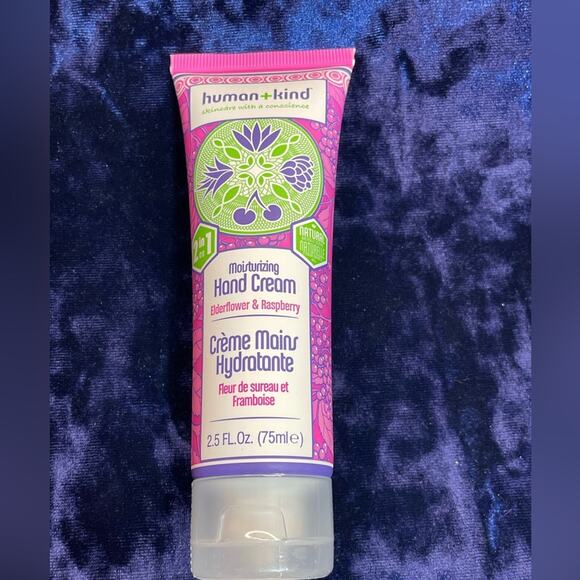 human+kind™
skincare with a conscience
2 in 1
NATURAL
Moisturizing
Hand Cream
Elderflower & Raspberry
Crème Mains
Hydratante
Fleur de sureau et
Framboise
2.5 FL.Oz. (75ml℮)